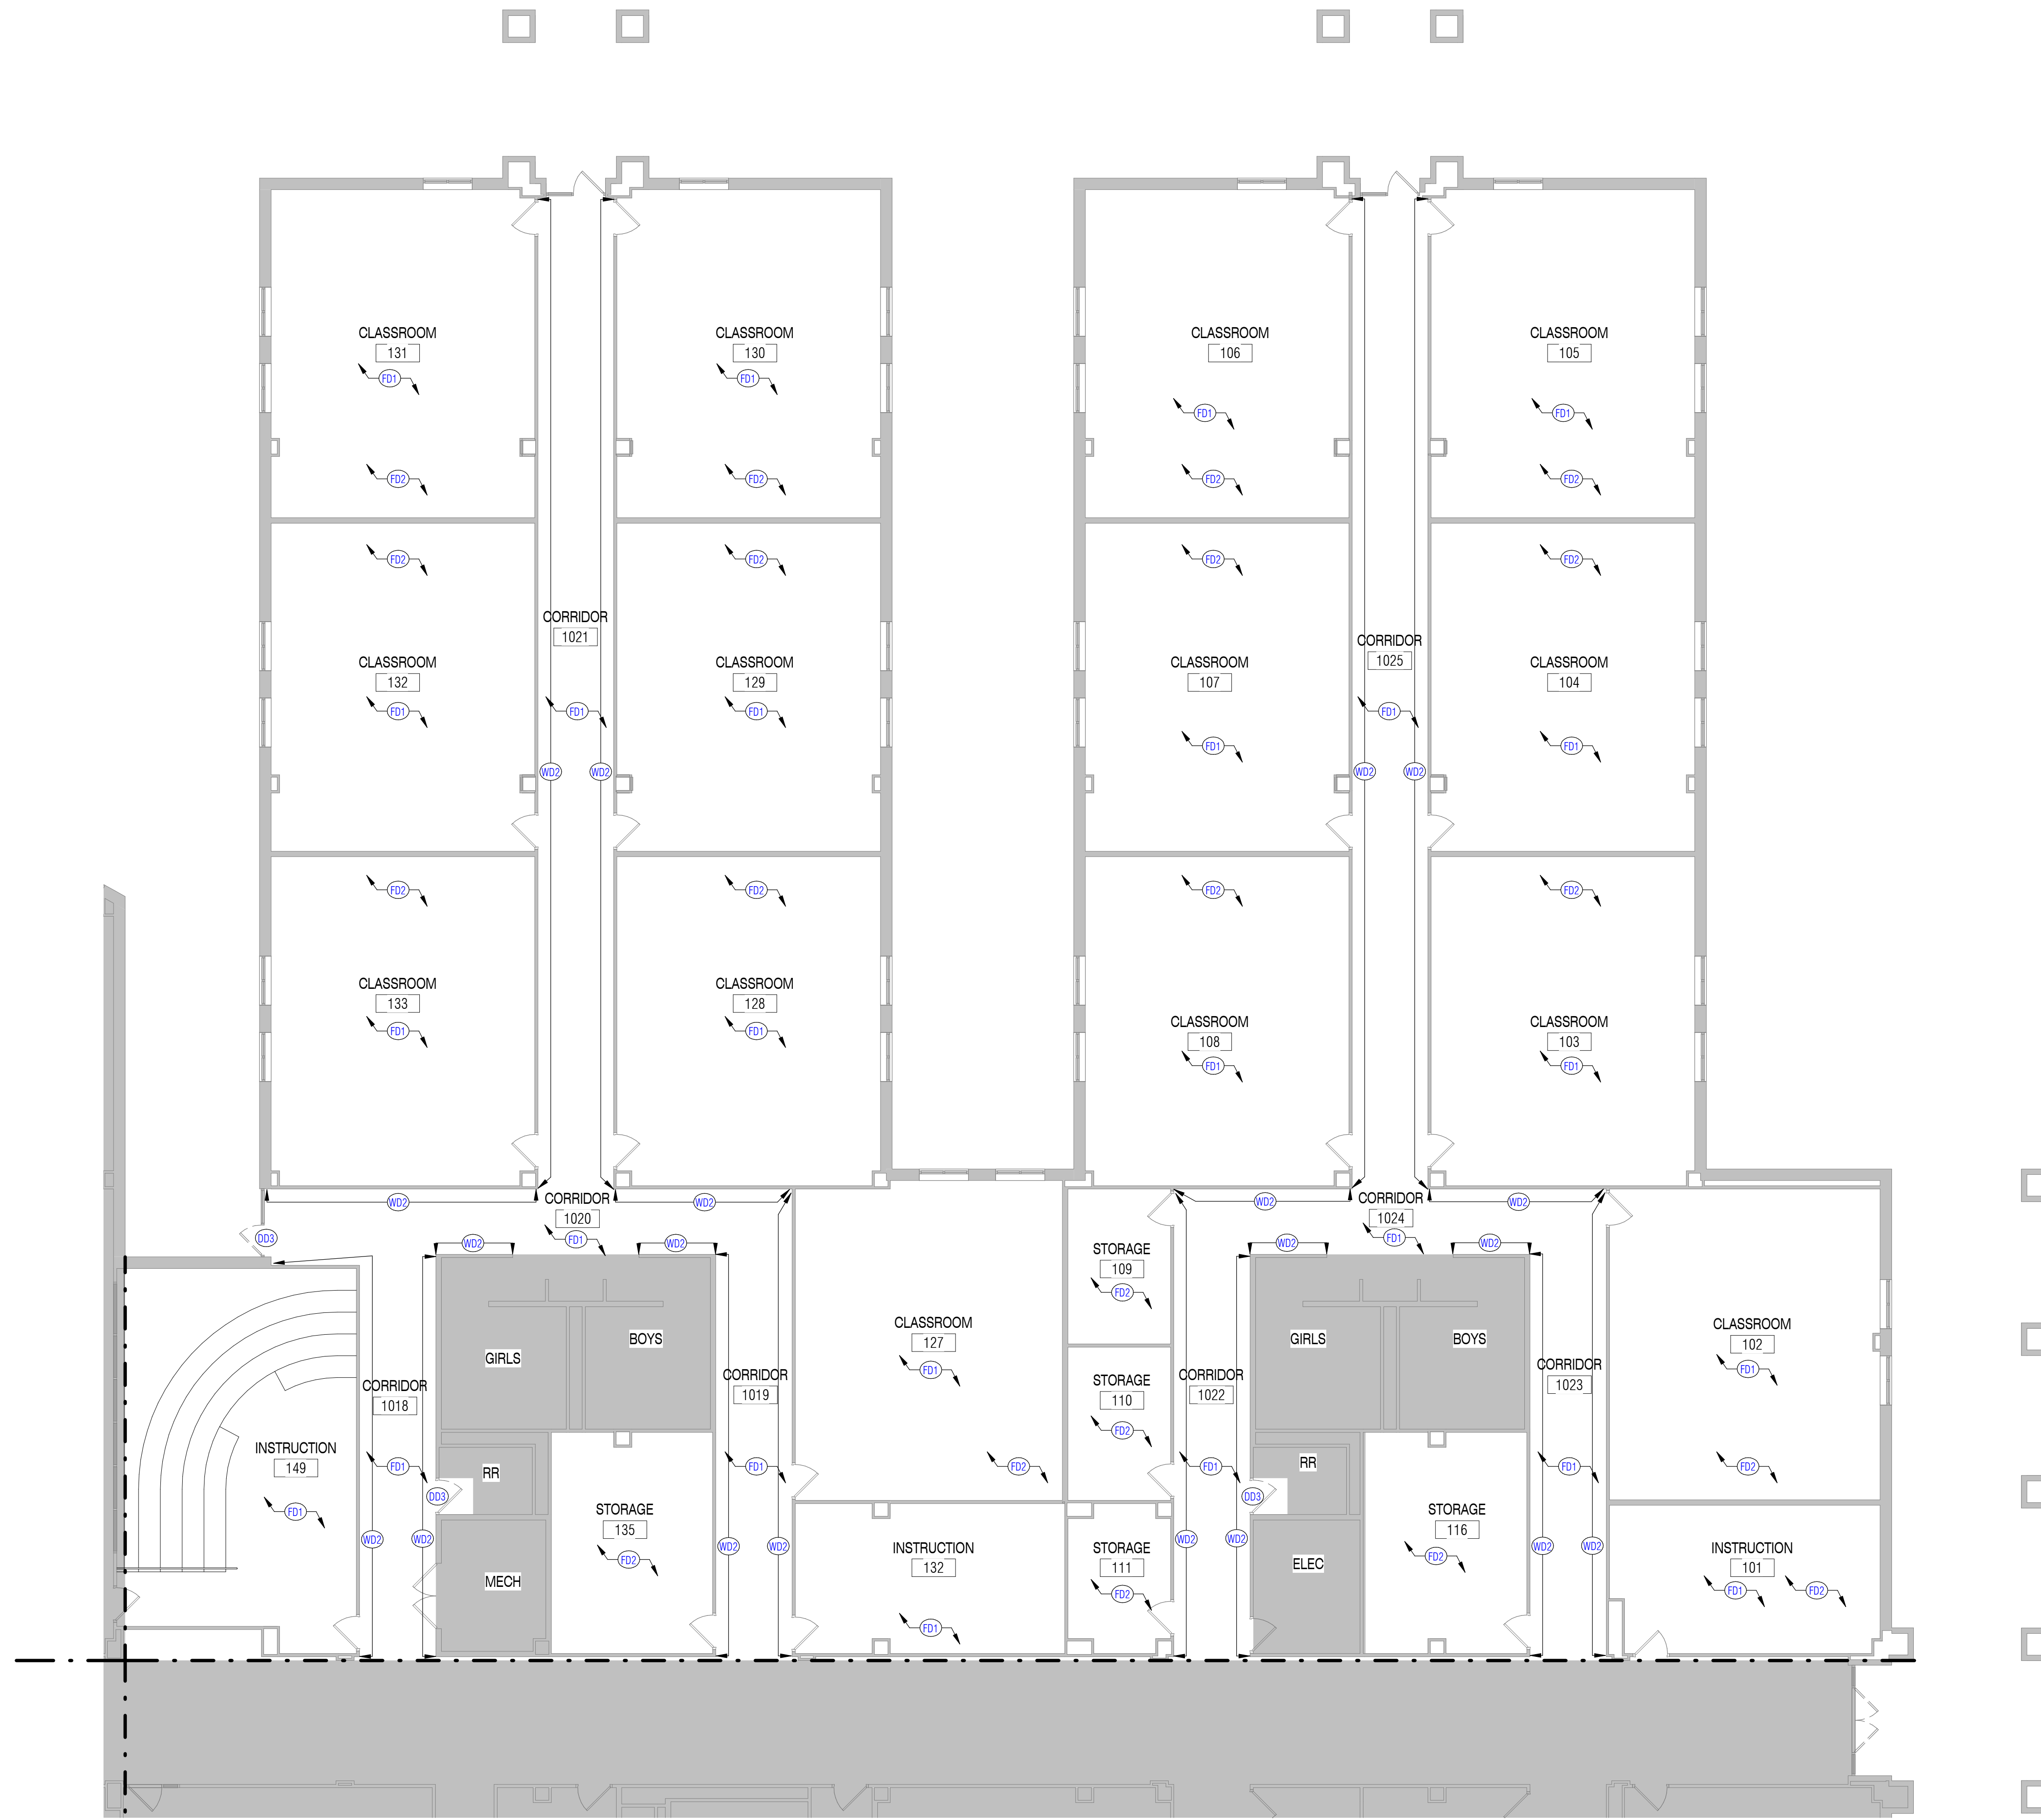 CLASSROOM
131
FD1
FD2
CLASSROOM
130
FD1
FD2
CLASSROOM
106
FD1
FD2
CLASSROOM
105
FD1
FD2
FD2
CLASSROOM
132
FD1
CORRIDOR
1021
FD1
WD2
WD2
FD2
CLASSROOM
129
FD1
FD2
CLASSROOM
107
FD1
CORRIDOR
1025
FD1
WD2
WD2
FD2
CLASSROOM
104
FD1
FD2
CLASSROOM
133
FD1
FD2
CLASSROOM
128
FD1
FD2
CLASSROOM
108
FD1
FD2
CLASSROOM
103
FD1
WD2
CORRIDOR
1020
FD1
WD2
DD3
WD2
WD2
WD2
CORRIDOR
1024
FD1
WD2
WD2
WD2
GIRLS
BOYS
CORRIDOR
1018
FD1
WD2
WD2
INSTRUCTION
149
FD1
RR
DD3
MECH
STORAGE
135
FD2
CORRIDOR
1019
FD1
WD2
WD2
CLASSROOM
127
FD1
FD2
INSTRUCTION
132
FD1
STORAGE
109
FD2
STORAGE
110
FD2
STORAGE
111
FD2
CORRIDOR
1022
FD1
WD2
WD2
GIRLS
BOYS
RR
DD3
ELEC
STORAGE
116
FD2
CORRIDOR
1023
FD1
WD2
WD2
CLASSROOM
102
FD1
FD2
INSTRUCTION
101
FD1
FD2